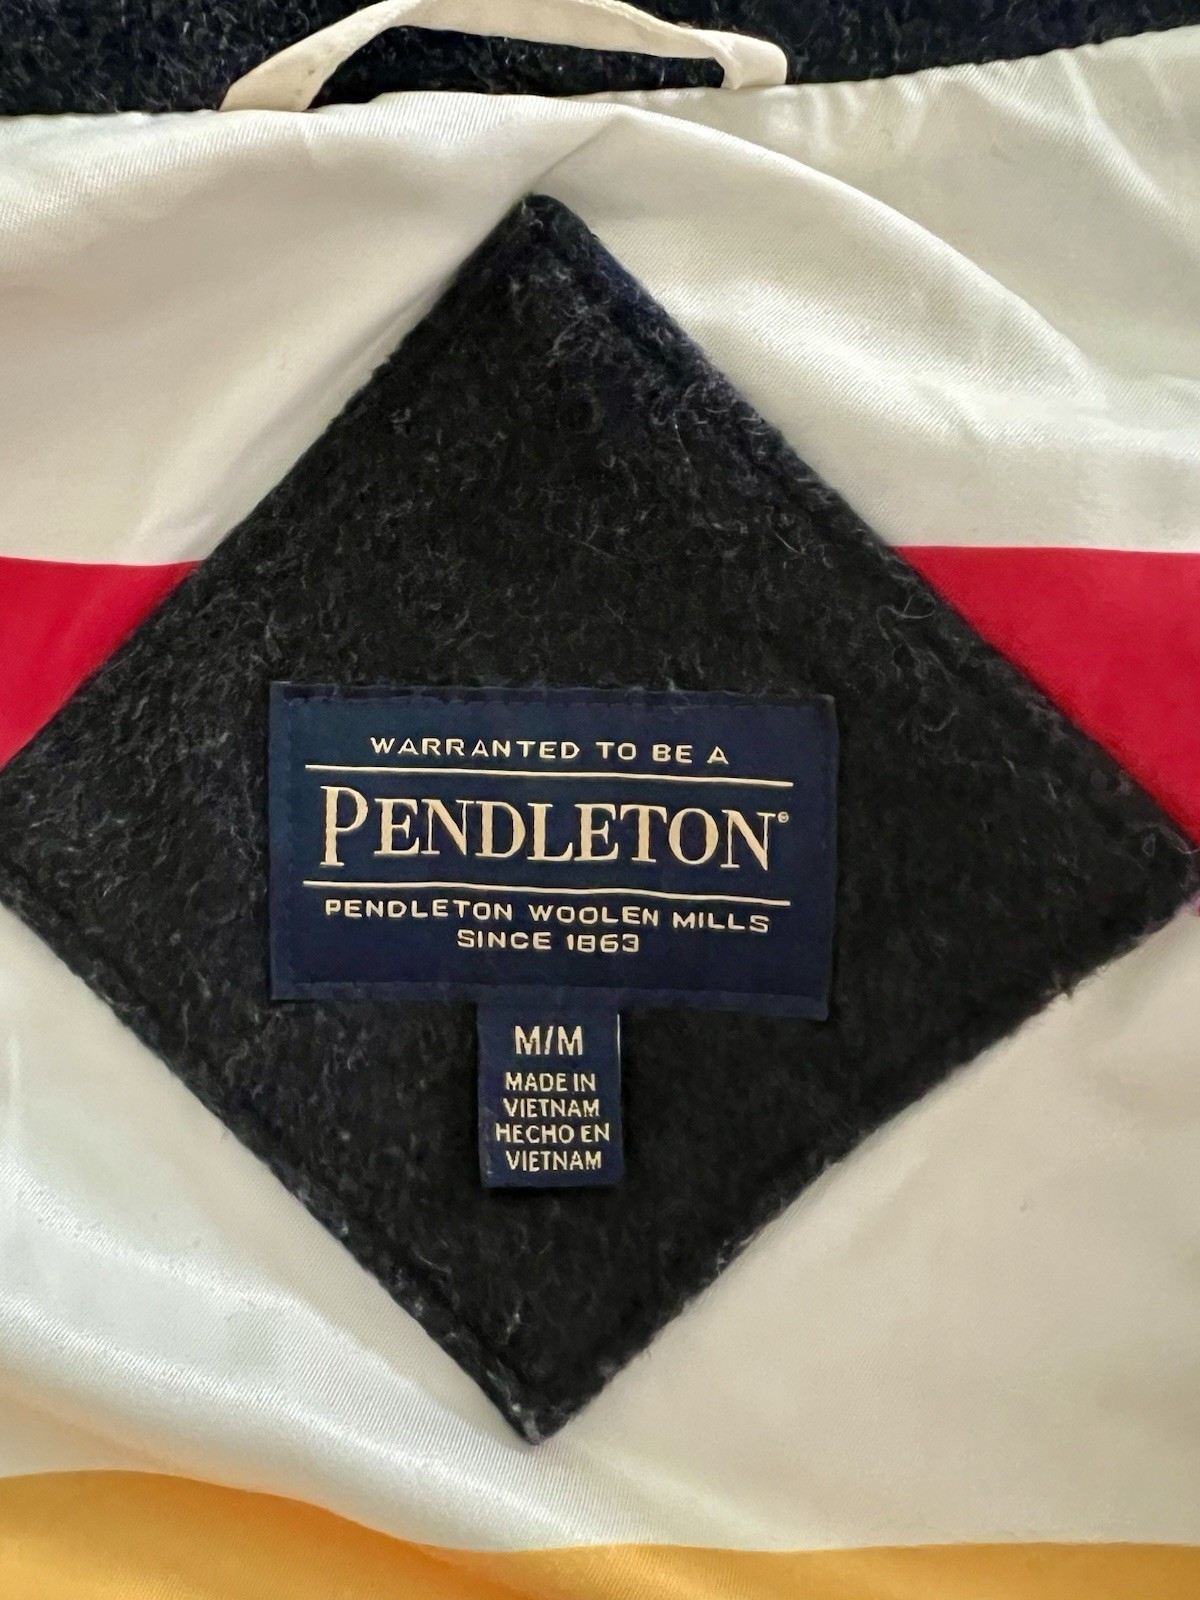 WARRANTED TO BE A
PENDLETON®
PENDLETON WOOLEN MILLS
SINCE 1863
M/M
MADE IN
VIETNAM
HECHO EN
VIETNAM